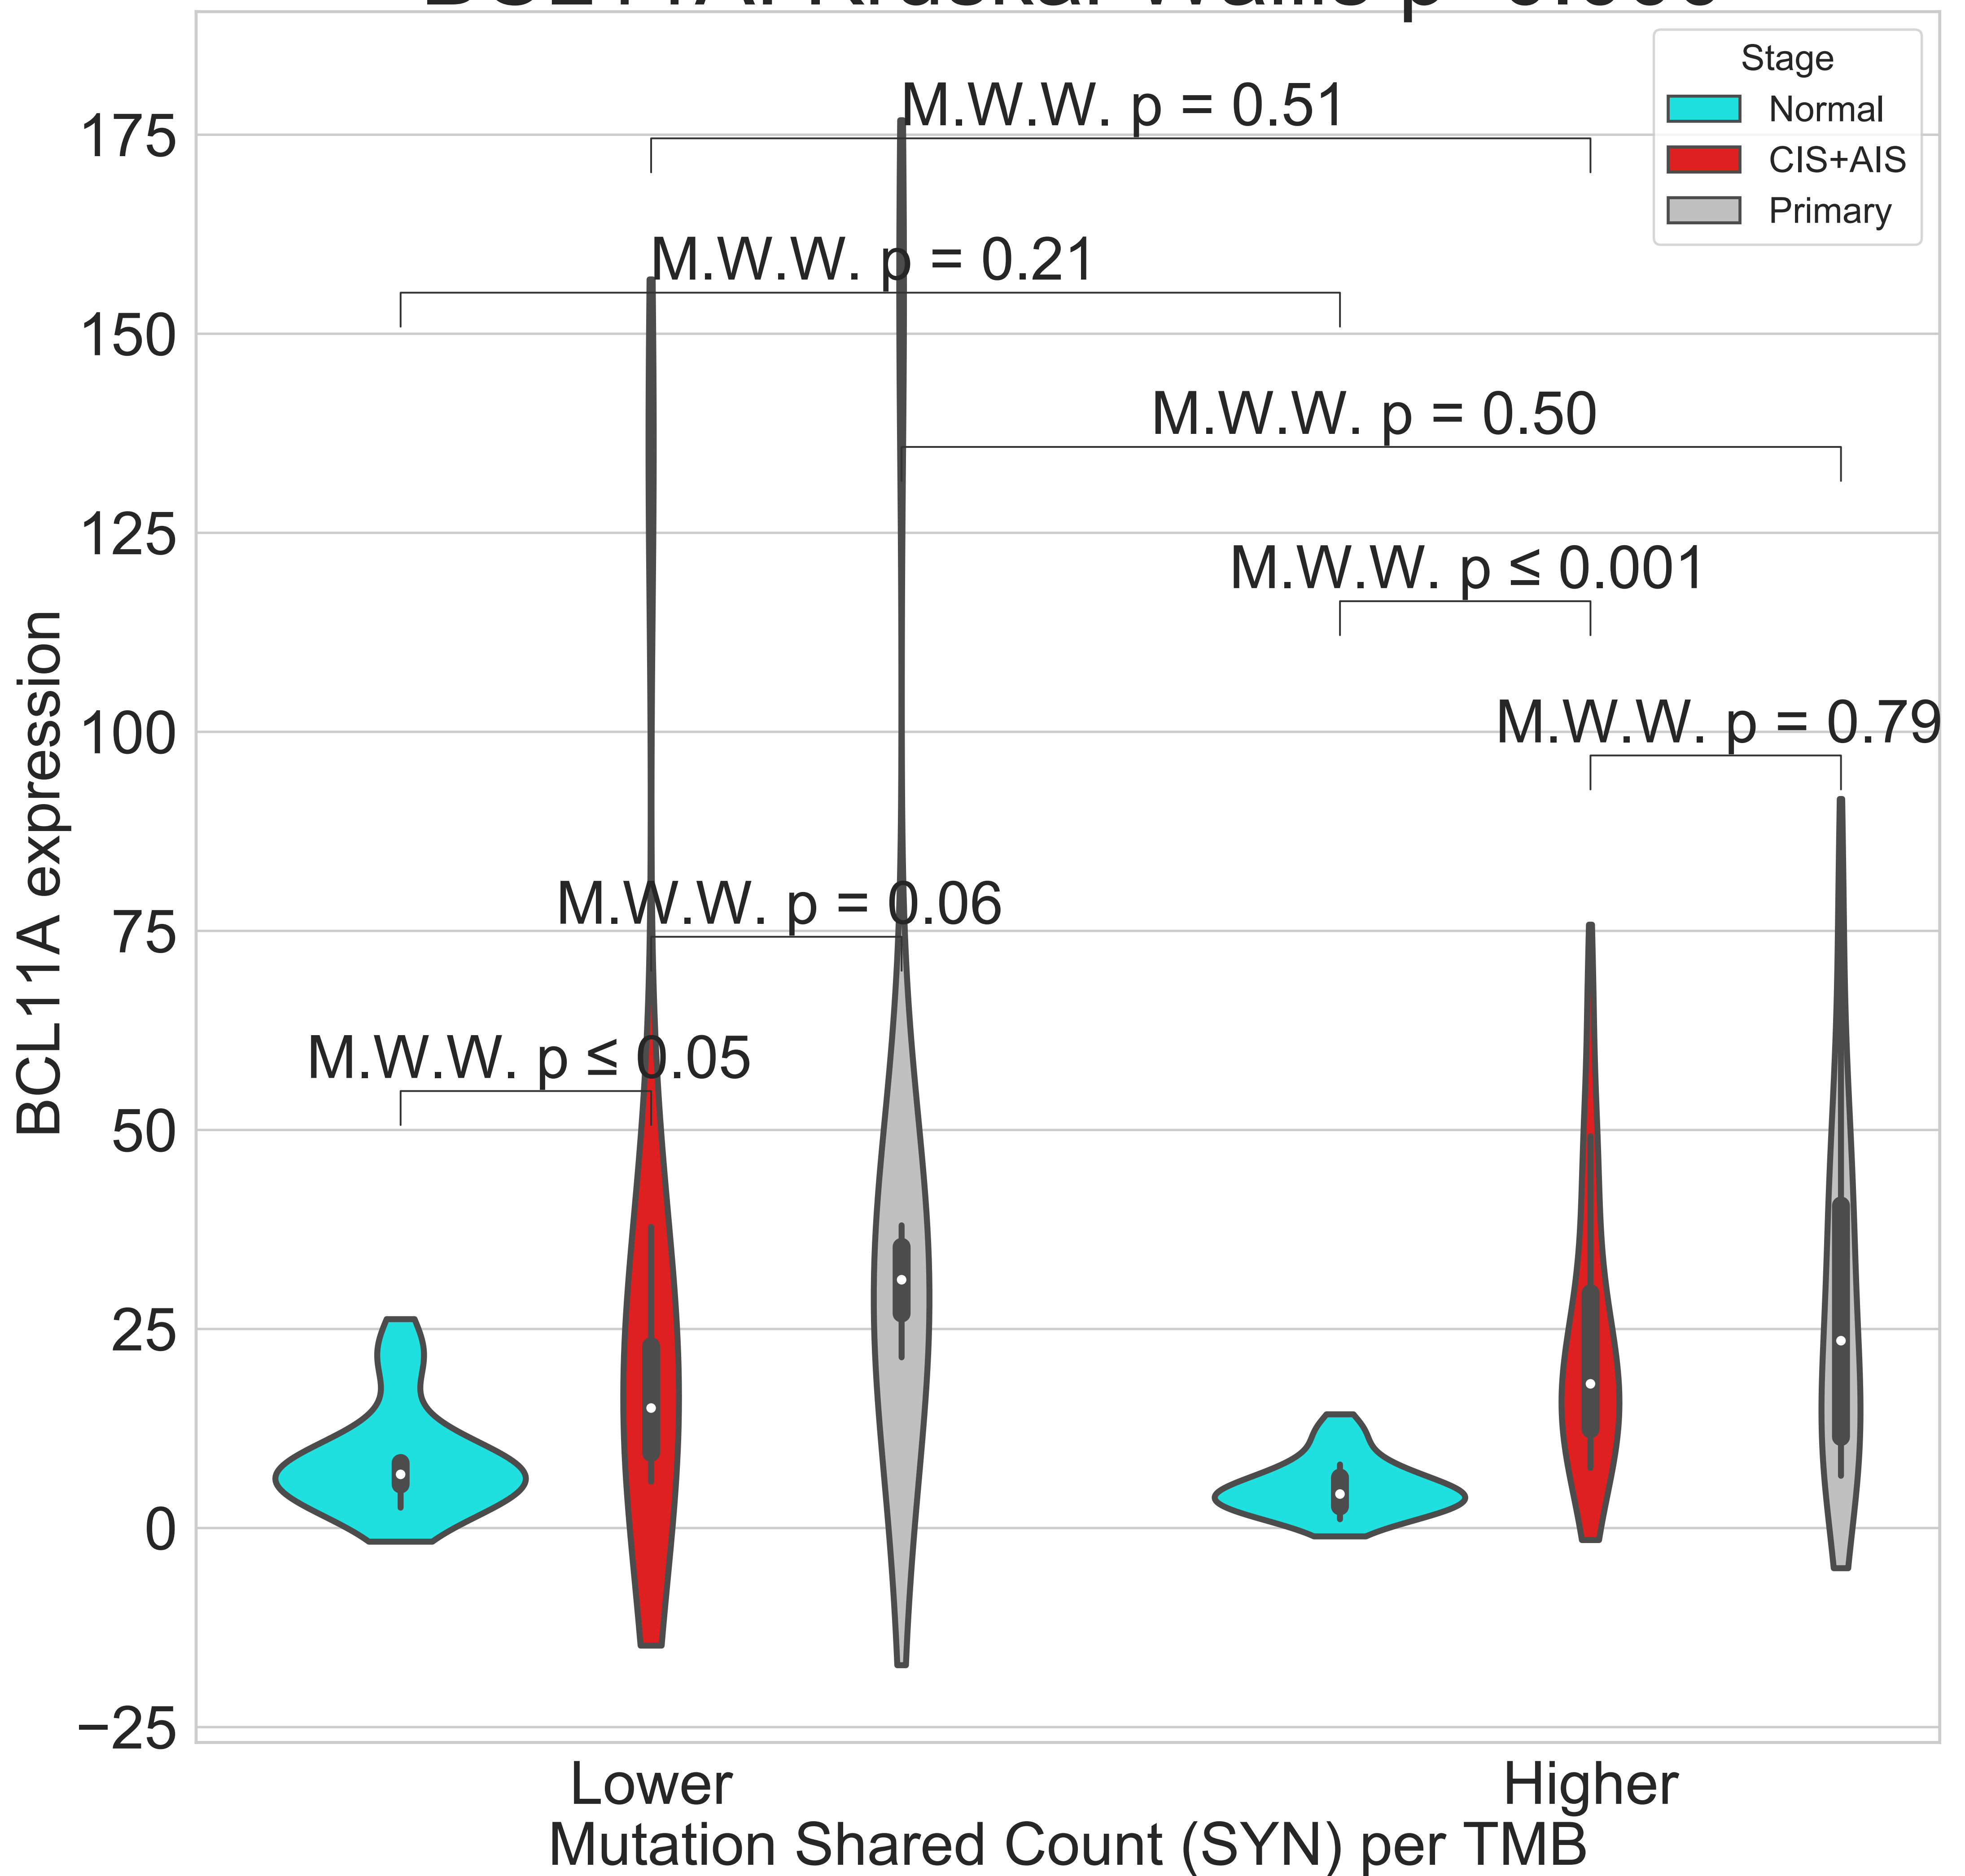 Stage
Normal
CIS+AIS
Primary
M.W.W. p = 0.51
M.W.W. p = 0.21
M.W.W. p = 0.50
M.W.W. p ≤ 0.001
M.W.W. p = 0.79
M.W.W. p = 0.06
M.W.W. p ≤ 0.05
175
150
125
100
75
50
25
0
−25
BCL11A expression
Lower
Higher
Mutation Shared Count (SYN) per TMB